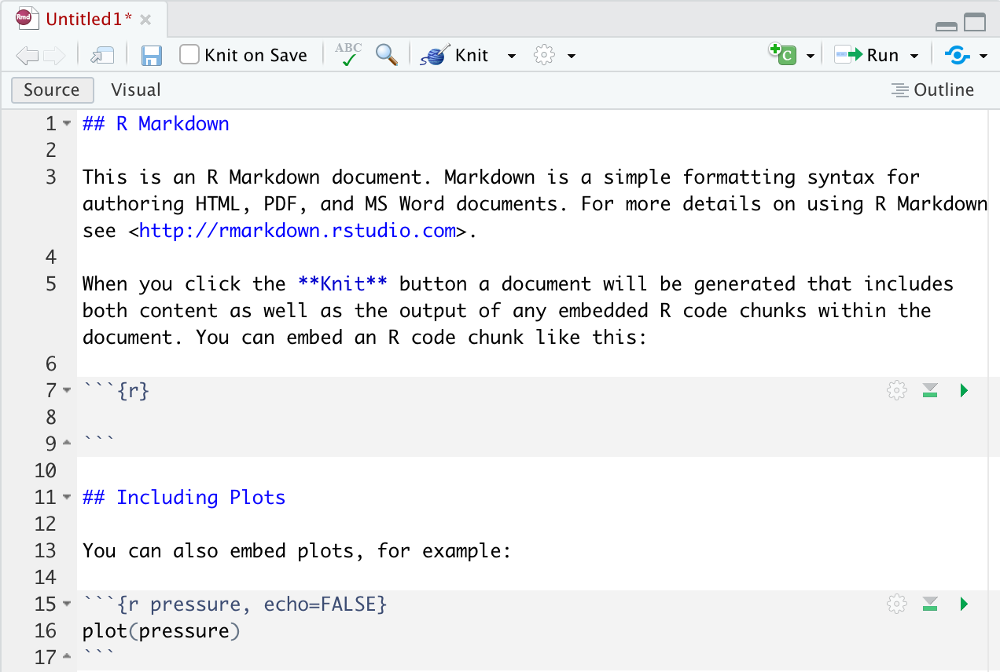 Rmd Untitled1*
Knit on Save ABC Knit C Run
Source Visual Outline
1 ## R Markdown
2
3 This is an R Markdown document. Markdown is a simple formatting syntax for
authoring HTML, PDF, and MS Word documents. For more details on using R Markdown
see <http://rmarkdown.rstudio.com>.
4
5 When you click the **Knit** button a document will be generated that includes
both content as well as the output of any embedded R code chunks within the
document. You can embed an R code chunk like this:
6
7 ```{r}
8
9 ```
10
11 ## Including Plots
12
13 You can also embed plots, for example:
14
15 ```{r pressure, echo=FALSE}
16 plot(pressure)
17 ```